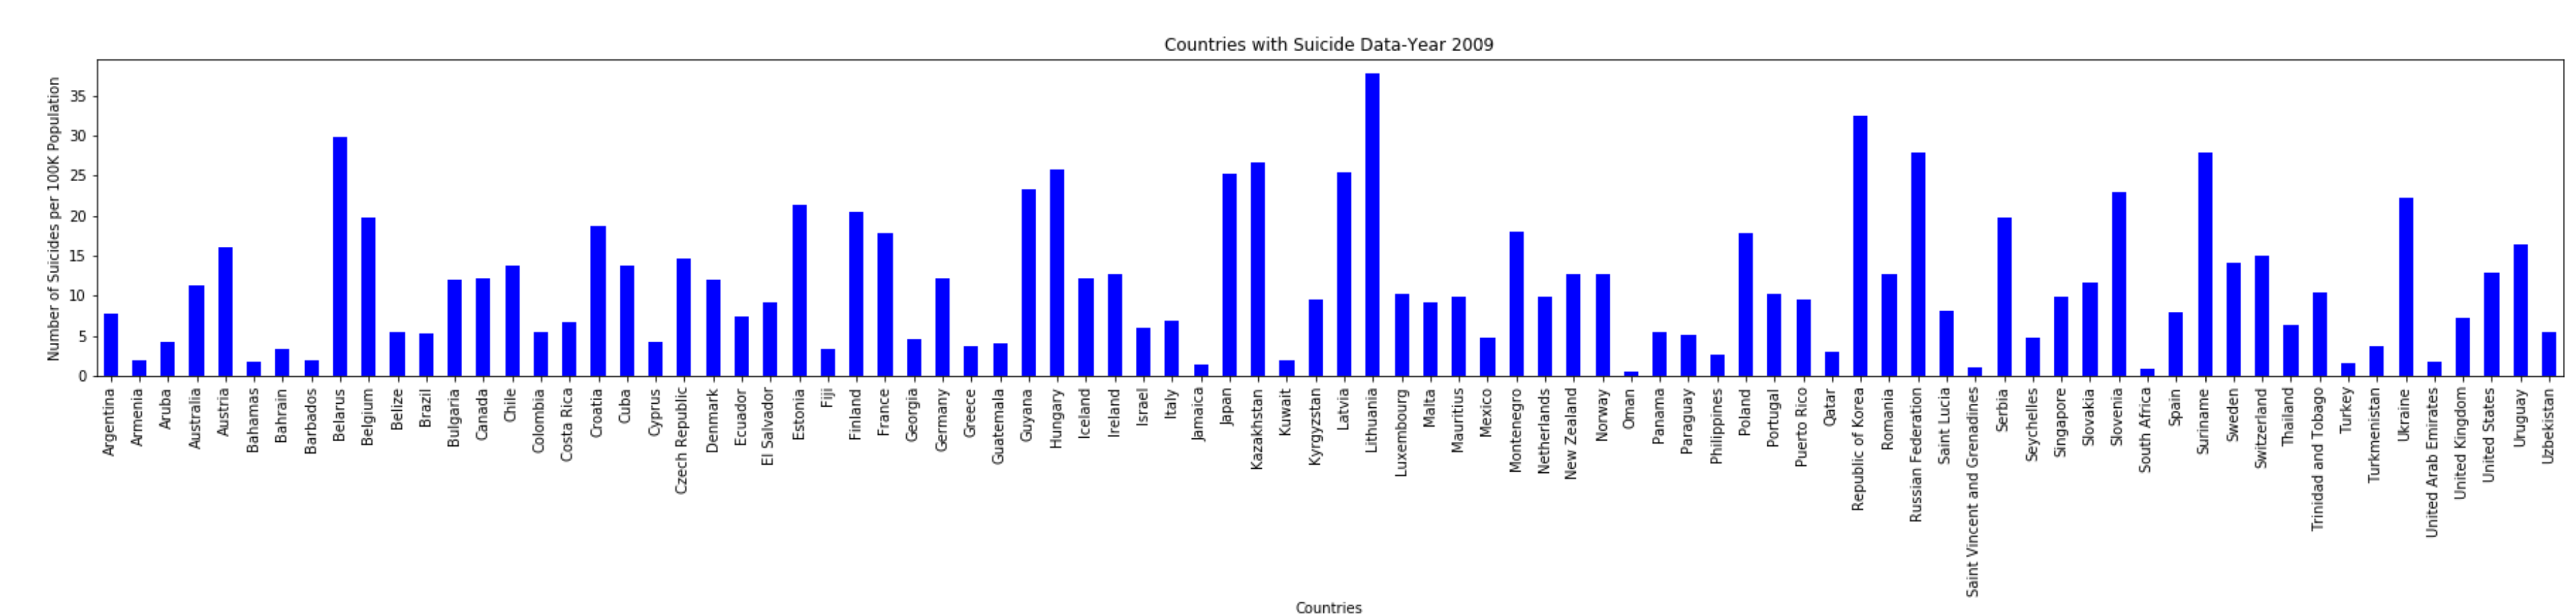 Countries with Suicide Data-Year 2009
Number of Suicides per 100K Population
35
30
25
20
15
10
5
0
Argentina
Armenia
Aruba
Australia
Austria
Bahamas
Bahrain
Barbados
Belarus
Belgium
Belize
Brazil
Bulgaria
Canada
Chile
Colombia
Costa Rica
Croatia
Cuba
Cyprus
Czech Republic
Denmark
Ecuador
El Salvador
Estonia
Fiji
Finland
France
Georgia
Germany
Greece
Guatemala
Guyana
Hungary
Iceland
Ireland
Israel
Italy
Jamaica
Japan
Kazakhstan
Kuwait
Kyrgyzstan
Latvia
Lithuania
Luxembourg
Malta
Mauritius
Mexico
Montenegro
Netherlands
New Zealand
Norway
Oman
Panama
Paraguay
Philippines
Poland
Portugal
Puerto Rico
Qatar
Republic of Korea
Romania
Russian Federation
Saint Lucia
Saint Vincent and Grenadines
Serbia
Seychelles
Singapore
Slovakia
Slovenia
South Africa
Spain
Suriname
Sweden
Switzerland
Thailand
Trinidad and Tobago
Turkey
Turkmenistan
Ukraine
United Arab Emirates
United Kingdom
United States
Uruguay
Uzbekistan
Countries